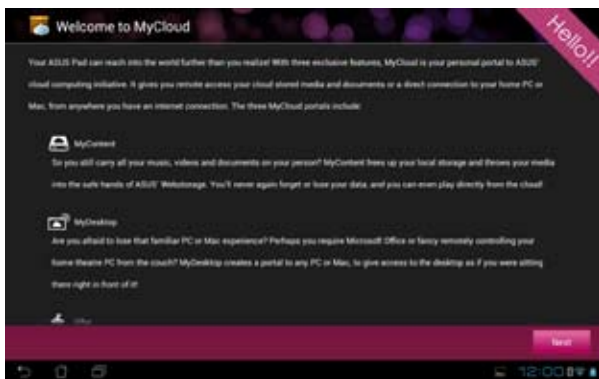 Welcome to MyCloud
Hello!!
Your ASUS Pad can reach into the world further than you realize! With three exclusive features, MyCloud is your personal portal to ASUS'
cloud computing initiative. It gives you remote access your cloud stored media and documents or a direct connection to your home PC or
Mac, from anywhere you have an internet connection. The three MyCloud portals include:
MyContent
So you still carry all your music, videos and documents on your person? MyContent frees up your local storage and throws your media
into the safe hands of ASUS' Webstorage. You'll never again forget or lose your data, and you can even play directly from the cloud!
MyDesktop
Are you afraid to lose that familiar PC or Mac experience? Perhaps you require Microsoft Office or fancy remotely controlling your
home theatre PC from the couch? MyDesktop creates a portal to any PC or Mac, to give access to the desktop as if you were sitting
there right in front of it!
Next
12:00